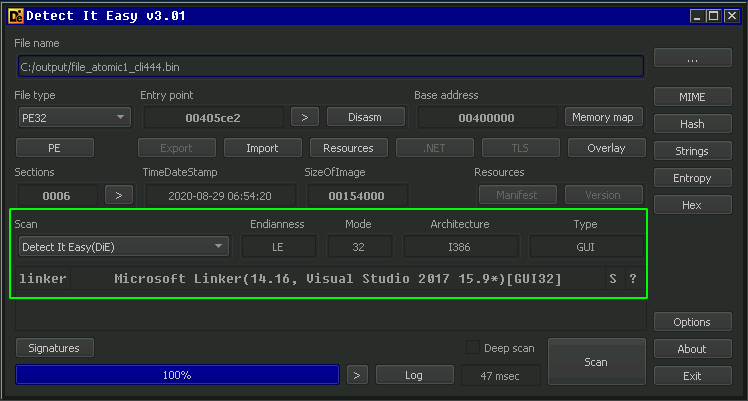 Detect It Easy v3.01
File name
C:/output/file_atomic1_cli444.bin
...
File type Entry point Base address
PE32 00405ce2 > Disasm 00400000 Memory map MIME
PE Export Import Resources .NET TLS Overlay Hash
Sections TimeDateStamp SizeOfImage Resources Strings
0006 > 2020-08-29 06:54:20 00154000 Manifest Version Entropy
Hex
Scan Endianness Mode Architecture Type
Detect It Easy(DiE) LE 32 I386 GUI
linker Microsoft Linker(14.16, Visual Studio 2017 15.9*)[GUI32] S ?
Options
Signatures Deep scan About
100% > Log 47 msec Scan Exit